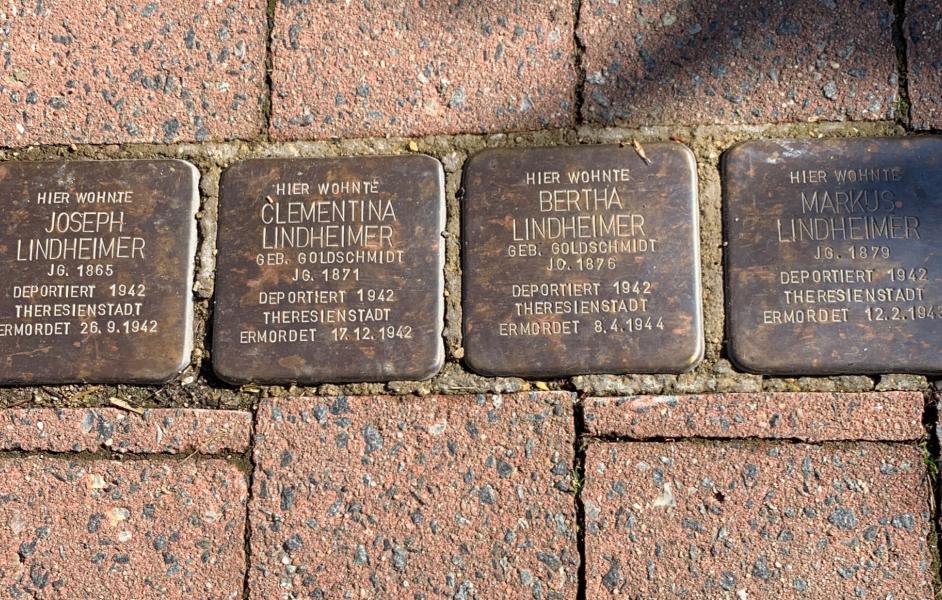 HIER WOHNTE
JOSEPH
LINDHEIMER
JG. 1865
DEPORTIERT 1942
THERESIENSTADT
ERMORDET 26.9.1942
HIER WOHNTE
CLEMENTINA
LINDHEIMER
GEB. GOLDSCHMIDT
JG. 1871
DEPORTIERT 1942
THERESIENSTADT
ERMORDET 17.12.1942
HIER WOHNTE
BERTHA
LINDHEIMER
GEB. GOLDSCHMIDT
JG. 1876
DEPORTIERT 1942
THERESIENSTADT
ERMORDET 8.4.1944
HIER WOHNTE
MARKUS
LINDHEIMER
JG. 1879
DEPORTIERT 1942
THERESIENSTADT
ERMORDET 12.2.1943